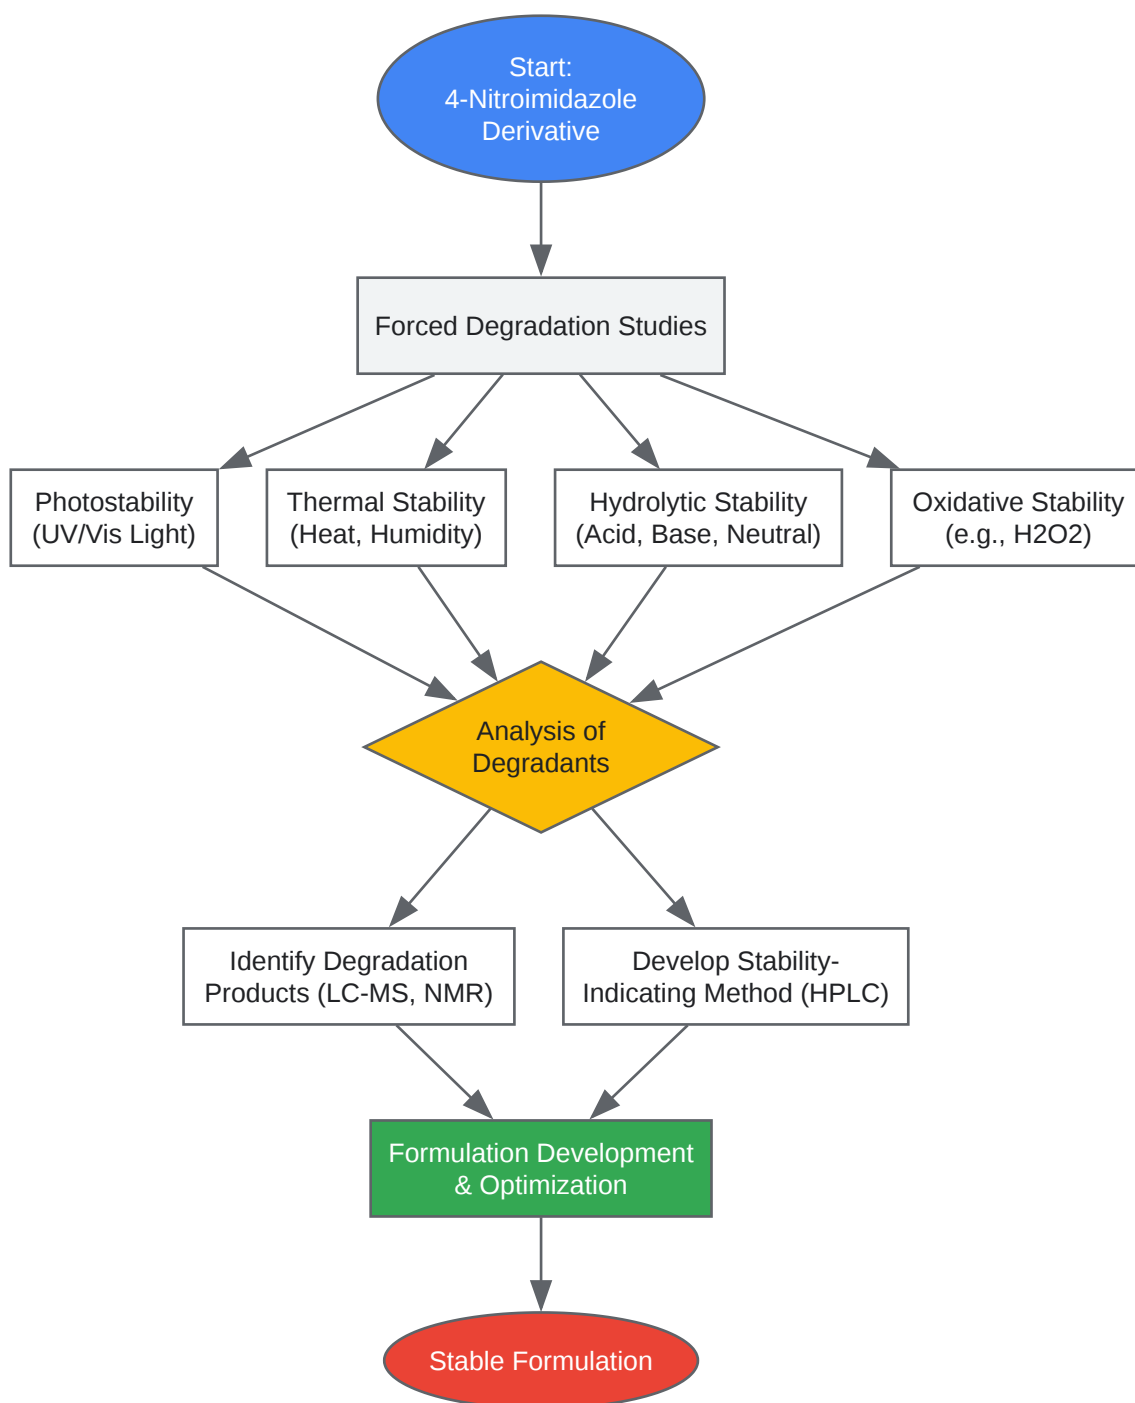 Start:
4-Nitroimidazole
Derivative
Forced Degradation Studies
Photostability
(UV/Vis Light)
Thermal Stability
(Heat, Humidity)
Hydrolytic Stability
(Acid, Base, Neutral)
Oxidative Stability
(e.g., H2O2)
Analysis of
Degradants
Identify Degradation
Products (LC-MS, NMR)
Develop Stability-
Indicating Method (HPLC)
Formulation Development
& Optimization
Stable Formulation